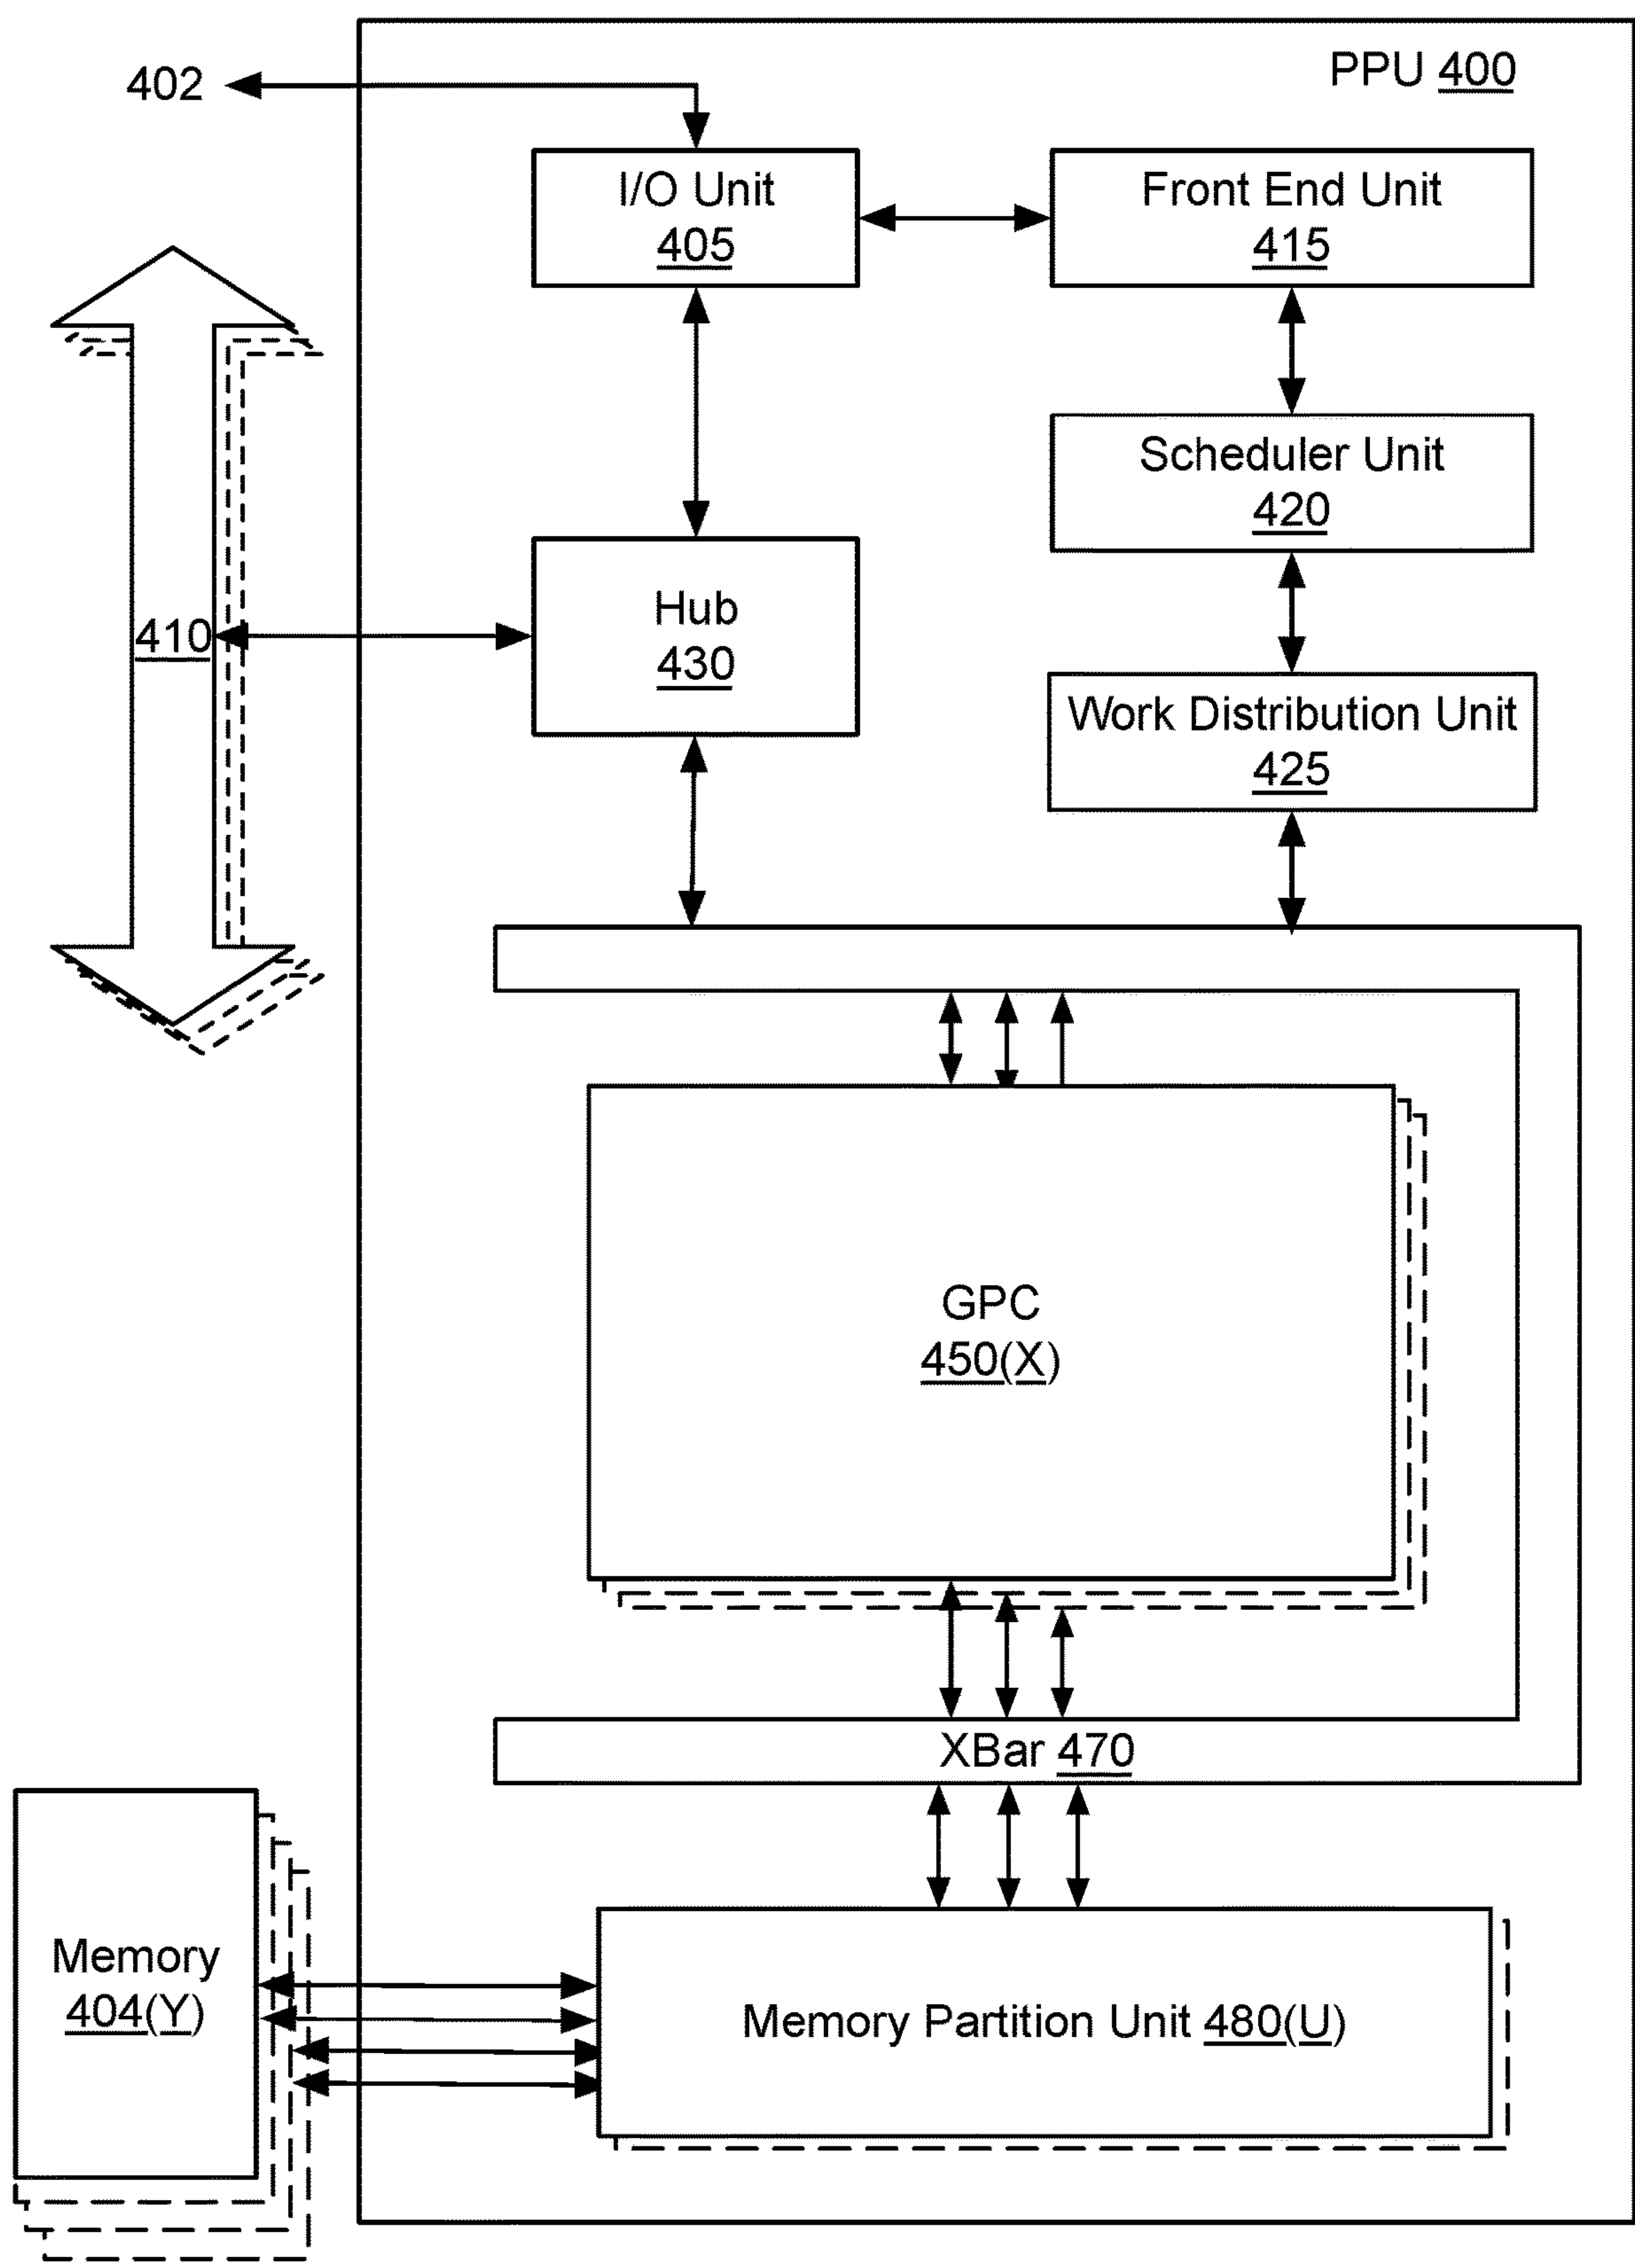 PPU 400
402
I/O Unit
405
Front End Unit
415
Scheduler Unit
420
410
Hub
430
Work Distribution Unit
425
GPC
450(X)
XBar 470
Memory
404(Y)
Memory Partition Unit 480(U)